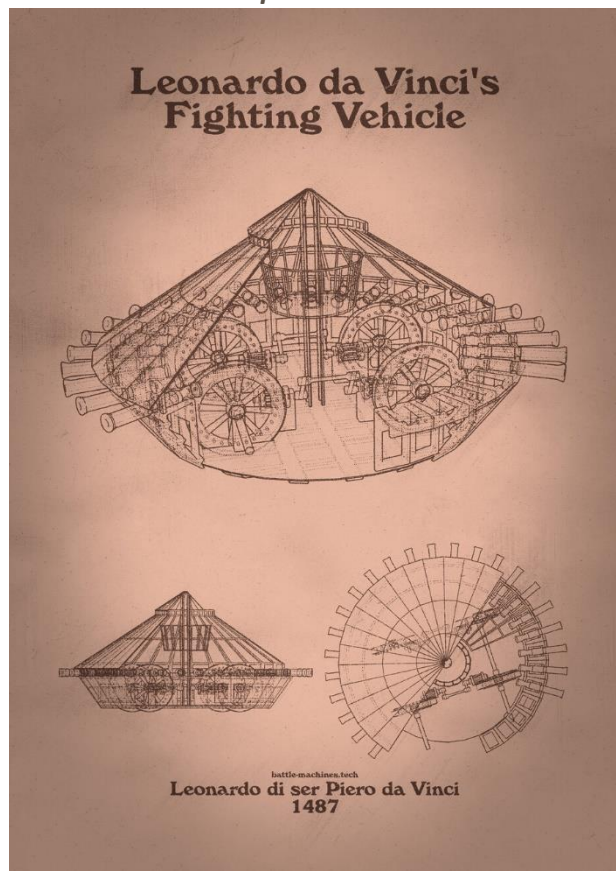 Leonardo da Vinci's
Fighting Vehicle
battle-machines.tech
Leonardo di ser Piero da Vinci
1487